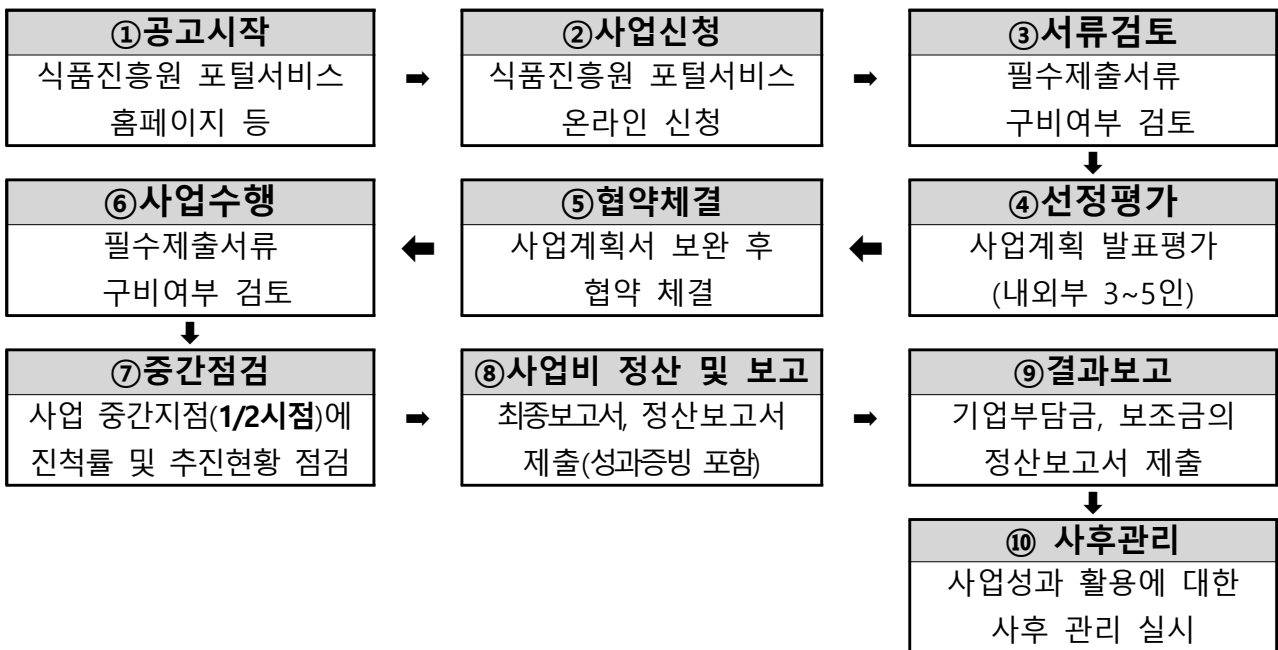 ①공고시작
식품진흥원 포털서비스
홈페이지 등
➡
②사업신청
식품진흥원 포털서비스
온라인 신청
➡
③서류검토
필수제출서류
구비여부 검토
⬇
④선정평가
사업계획 발표평가
(내외부 3~5인)
⬅
⑤협약체결
사업계획서 보완 후
협약 체결
⬅
⑥사업수행
필수제출서류
구비여부 검토
⬇
⑦중간점검
사업 중간지점(1/2시점)에
진척률 및 추진현황 점검
➡
⑧사업비 정산 및 보고
최종보고서, 정산보고서
제출(성과증빙 포함)
➡
⑨결과보고
기업부담금, 보조금의
정산보고서 제출
⬇
⑩ 사후관리
사업성과 활용에 대한
사후 관리 실시